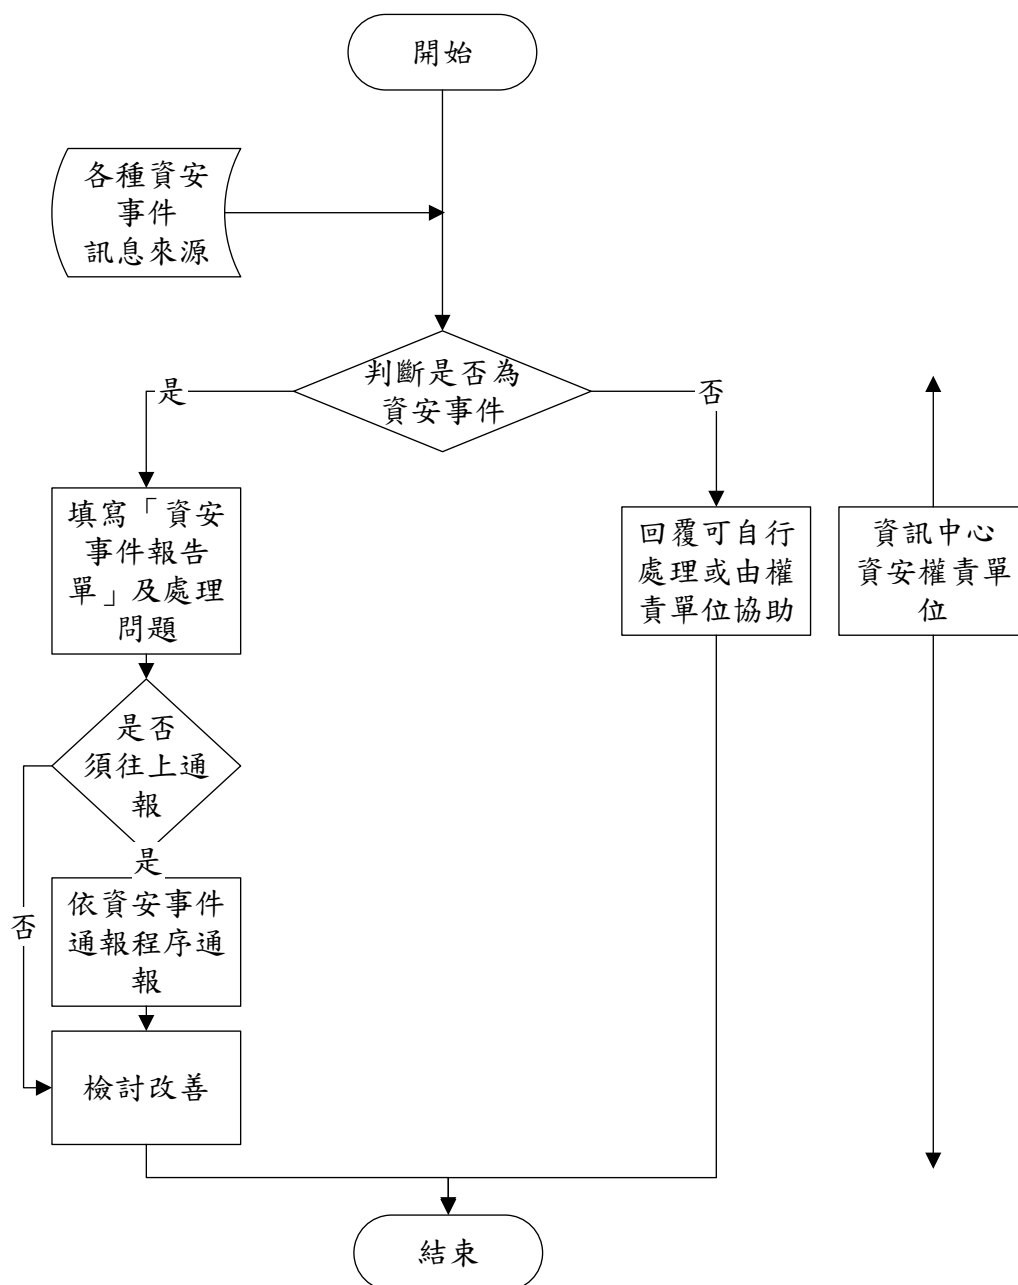 開始
各種資安
事件
訊息來源
判斷是否為
資安事件
是
否
填寫「資安
事件報告
單」及處理
問題
回覆可自行
處理或由權
責單位協助
資訊中心
資安權責單
位
是否
須往上通
報
是
否
依資安事件
通報程序通
報
檢討改善
結束